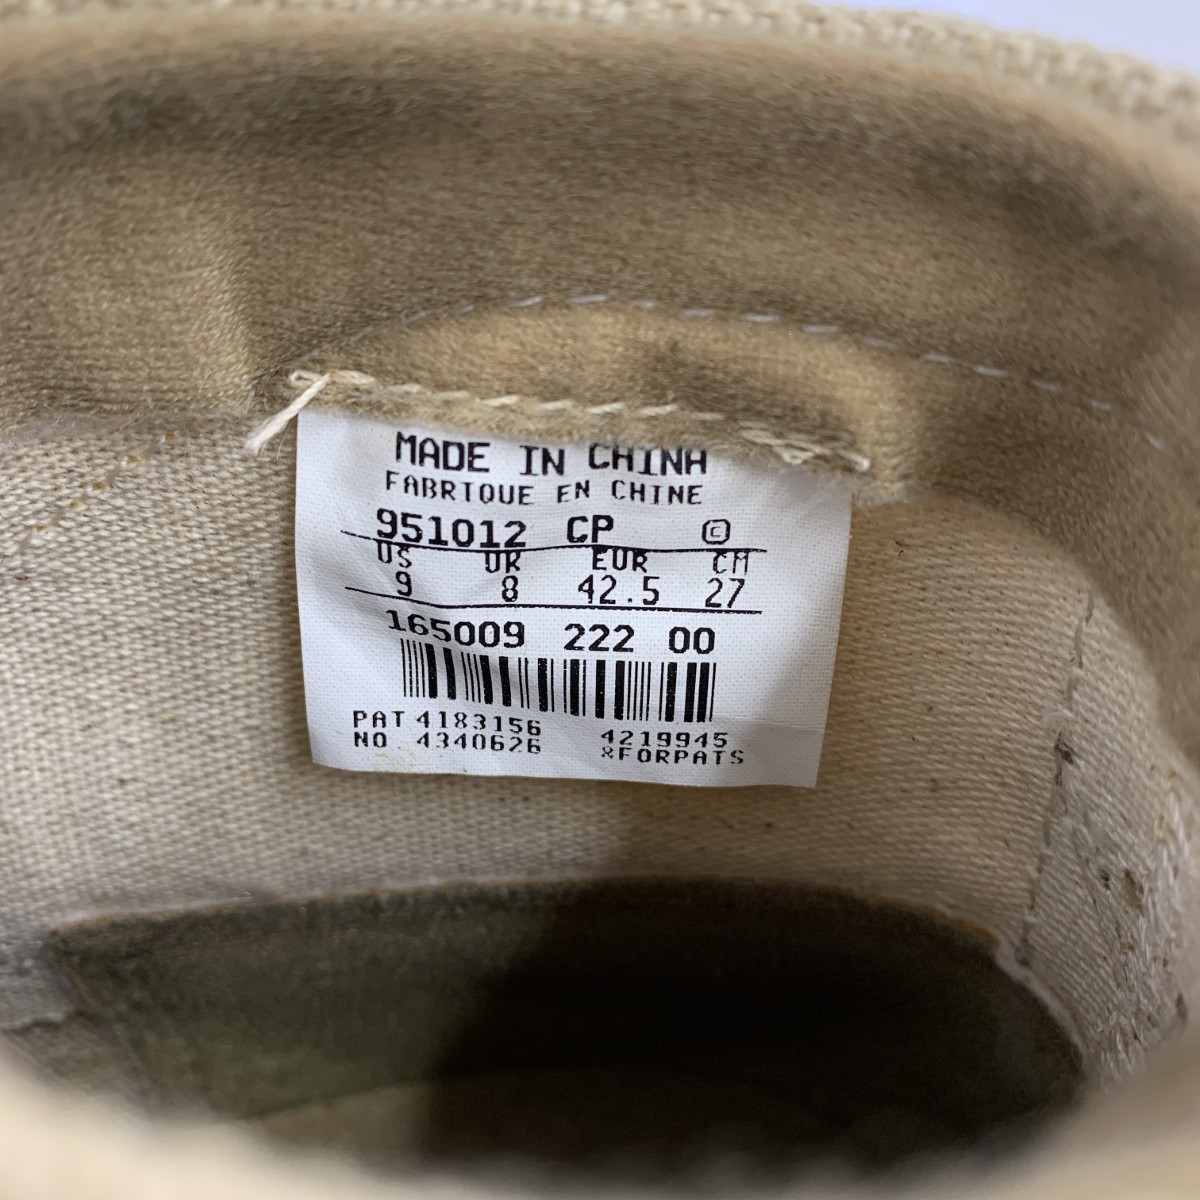 MADE IN CHINA
FABRIQUE EN CHINE
951012 CP ©
US UK EUR CM
9 8 42.5 27
165009 222 00
PAT 4183156 4219945
NO 4340626 &FORPATS